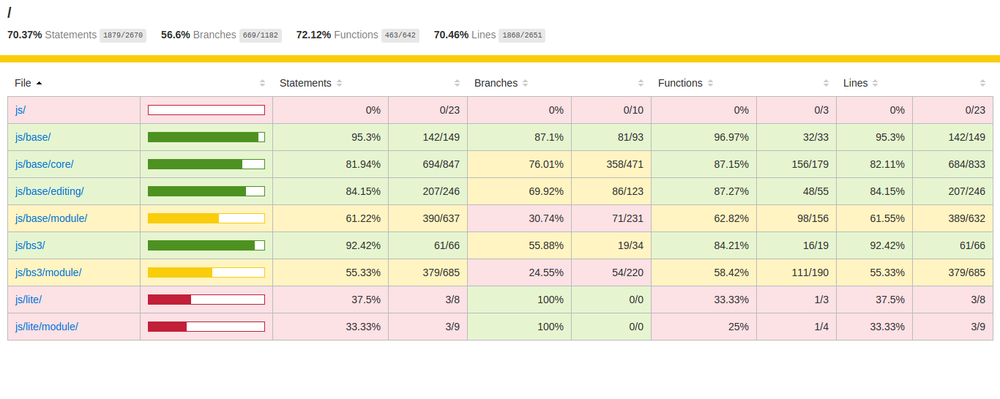 /
70.37% Statements 1879/2670 56.6% Branches 669/1182 72.12% Functions 463/642 70.46% Lines 1868/2651
File Statements Branches Functions Lines
js/ 0% 0/23 0% 0/10 0% 0/3 0% 0/23
js/base/ 95.3% 142/149 87.1% 81/93 96.97% 32/33 95.3% 142/149
js/base/core/ 81.94% 694/847 76.01% 358/471 87.15% 156/179 82.11% 684/833
js/base/editing/ 84.15% 207/246 69.92% 86/123 87.27% 48/55 84.15% 207/246
js/base/module/ 61.22% 390/637 30.74% 71/231 62.82% 98/156 61.55% 389/632
js/bs3/ 92.42% 61/66 55.88% 19/34 84.21% 16/19 92.42% 61/66
js/bs3/module/ 55.33% 379/685 24.55% 54/220 58.42% 111/190 55.33% 379/685
js/lite/ 37.5% 3/8 100% 0/0 33.33% 1/3 37.5% 3/8
js/lite/module/ 33.33% 3/9 100% 0/0 25% 1/4 33.33% 3/9